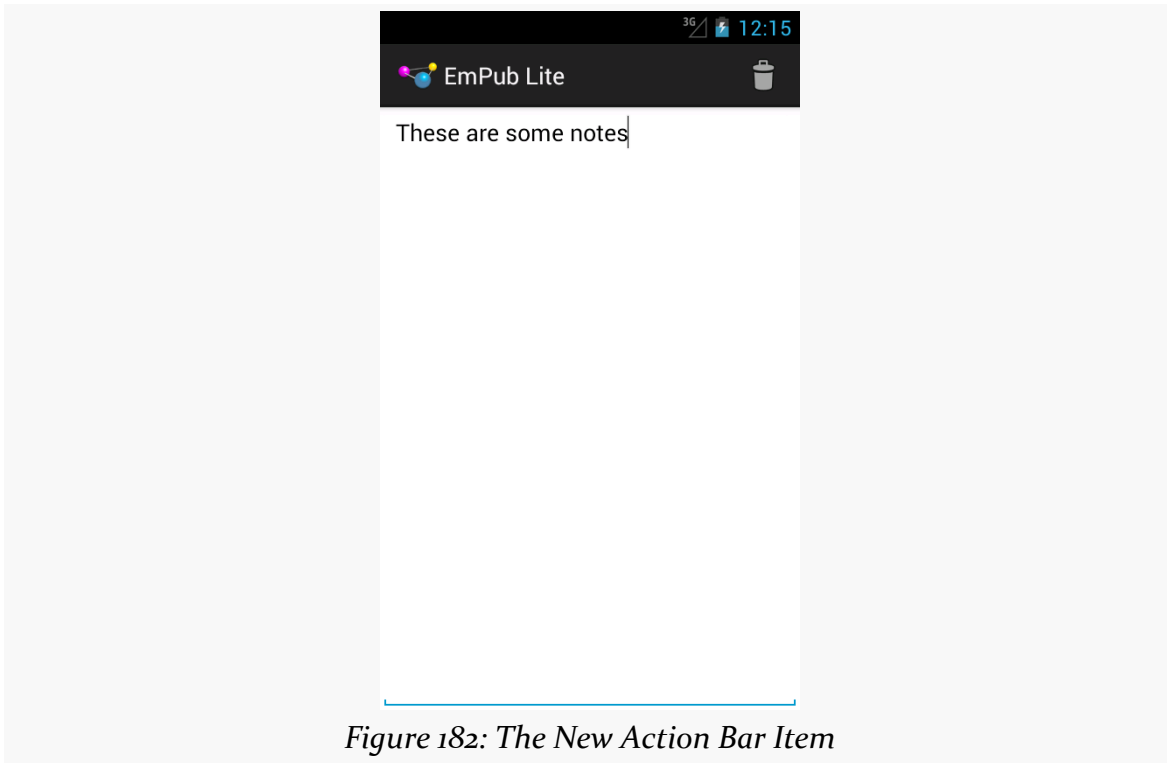 3G 12:15
EmPub Lite
These are some notes
Figure 182: The New Action Bar Item